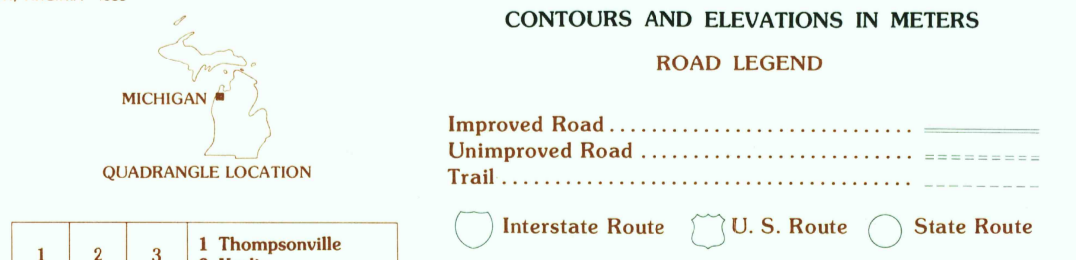 CONTOURS AND ELEVATIONS IN METERS
ROAD LEGEND
MICHIGAN
QUADRANGLE LOCATION
Improved Road
Unimproved Road
Trail
Interstate Route
U. S. Route
State Route
1 2 3
1 Thompsonville